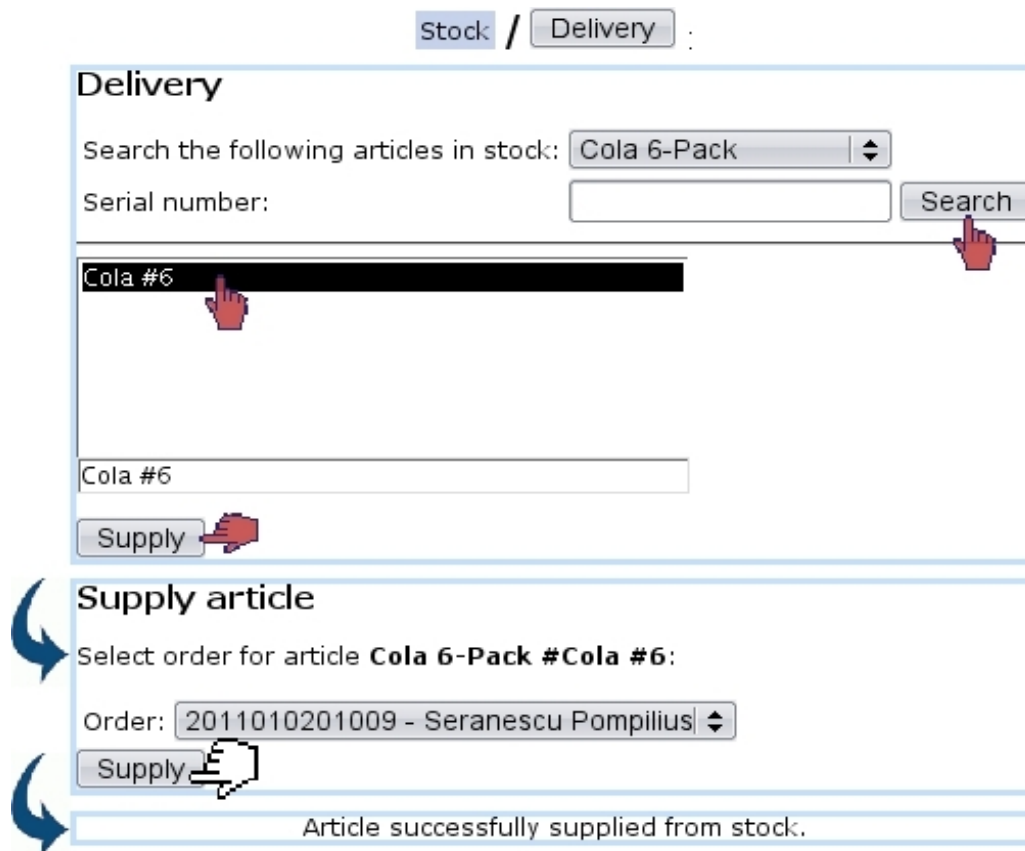 Stock / Delivery :
Delivery
Search the following articles in stock: Cola 6-Pack
Serial number: Search
Cola #6
Cola #6
Supply
Supply article
Select order for article Cola 6-Pack #Cola #6:
Order: 2011010201009 - Seranescu Pompilius
Supply
Article successfully supplied from stock.